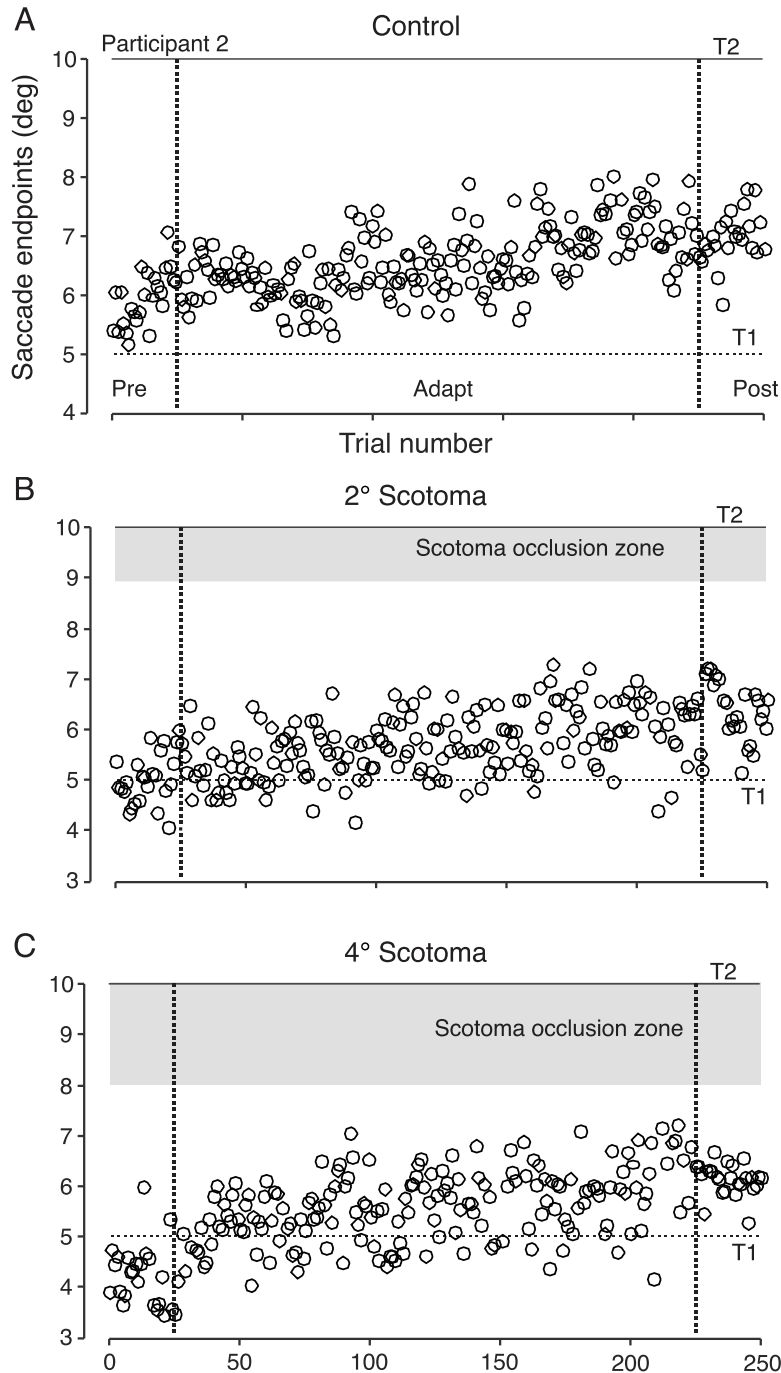 A
Control
Participant 2
T2
Saccade endpoints (deg)
10
9
8
7
6
5
4
T1
Pre
Adapt
Post
Trial number
B
2° Scotoma
T2
Scotoma occlusion zone
10
9
8
7
6
5
4
3
T1
C
4° Scotoma
T2
Scotoma occlusion zone
10
9
8
7
6
5
4
3
T1
0
50
100
150
200
250